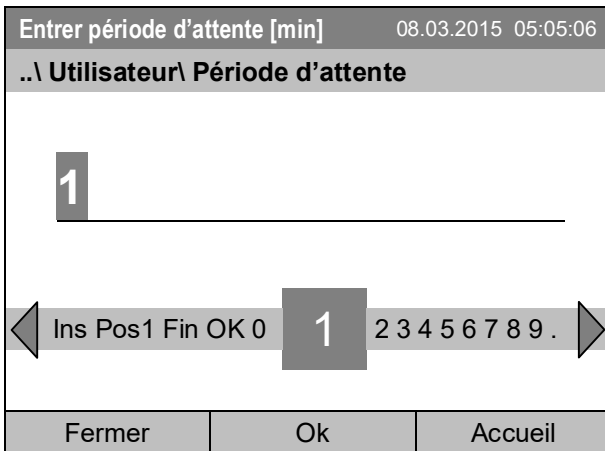 Entrer période d'attente [min] 08.03.2015 05:05:06
..\ Utilisateur\ Période d'attente
1
Ins Pos1 Fin OK 0 1 2 3 4 5 6 7 8 9 .
Fermer Ok Accueil